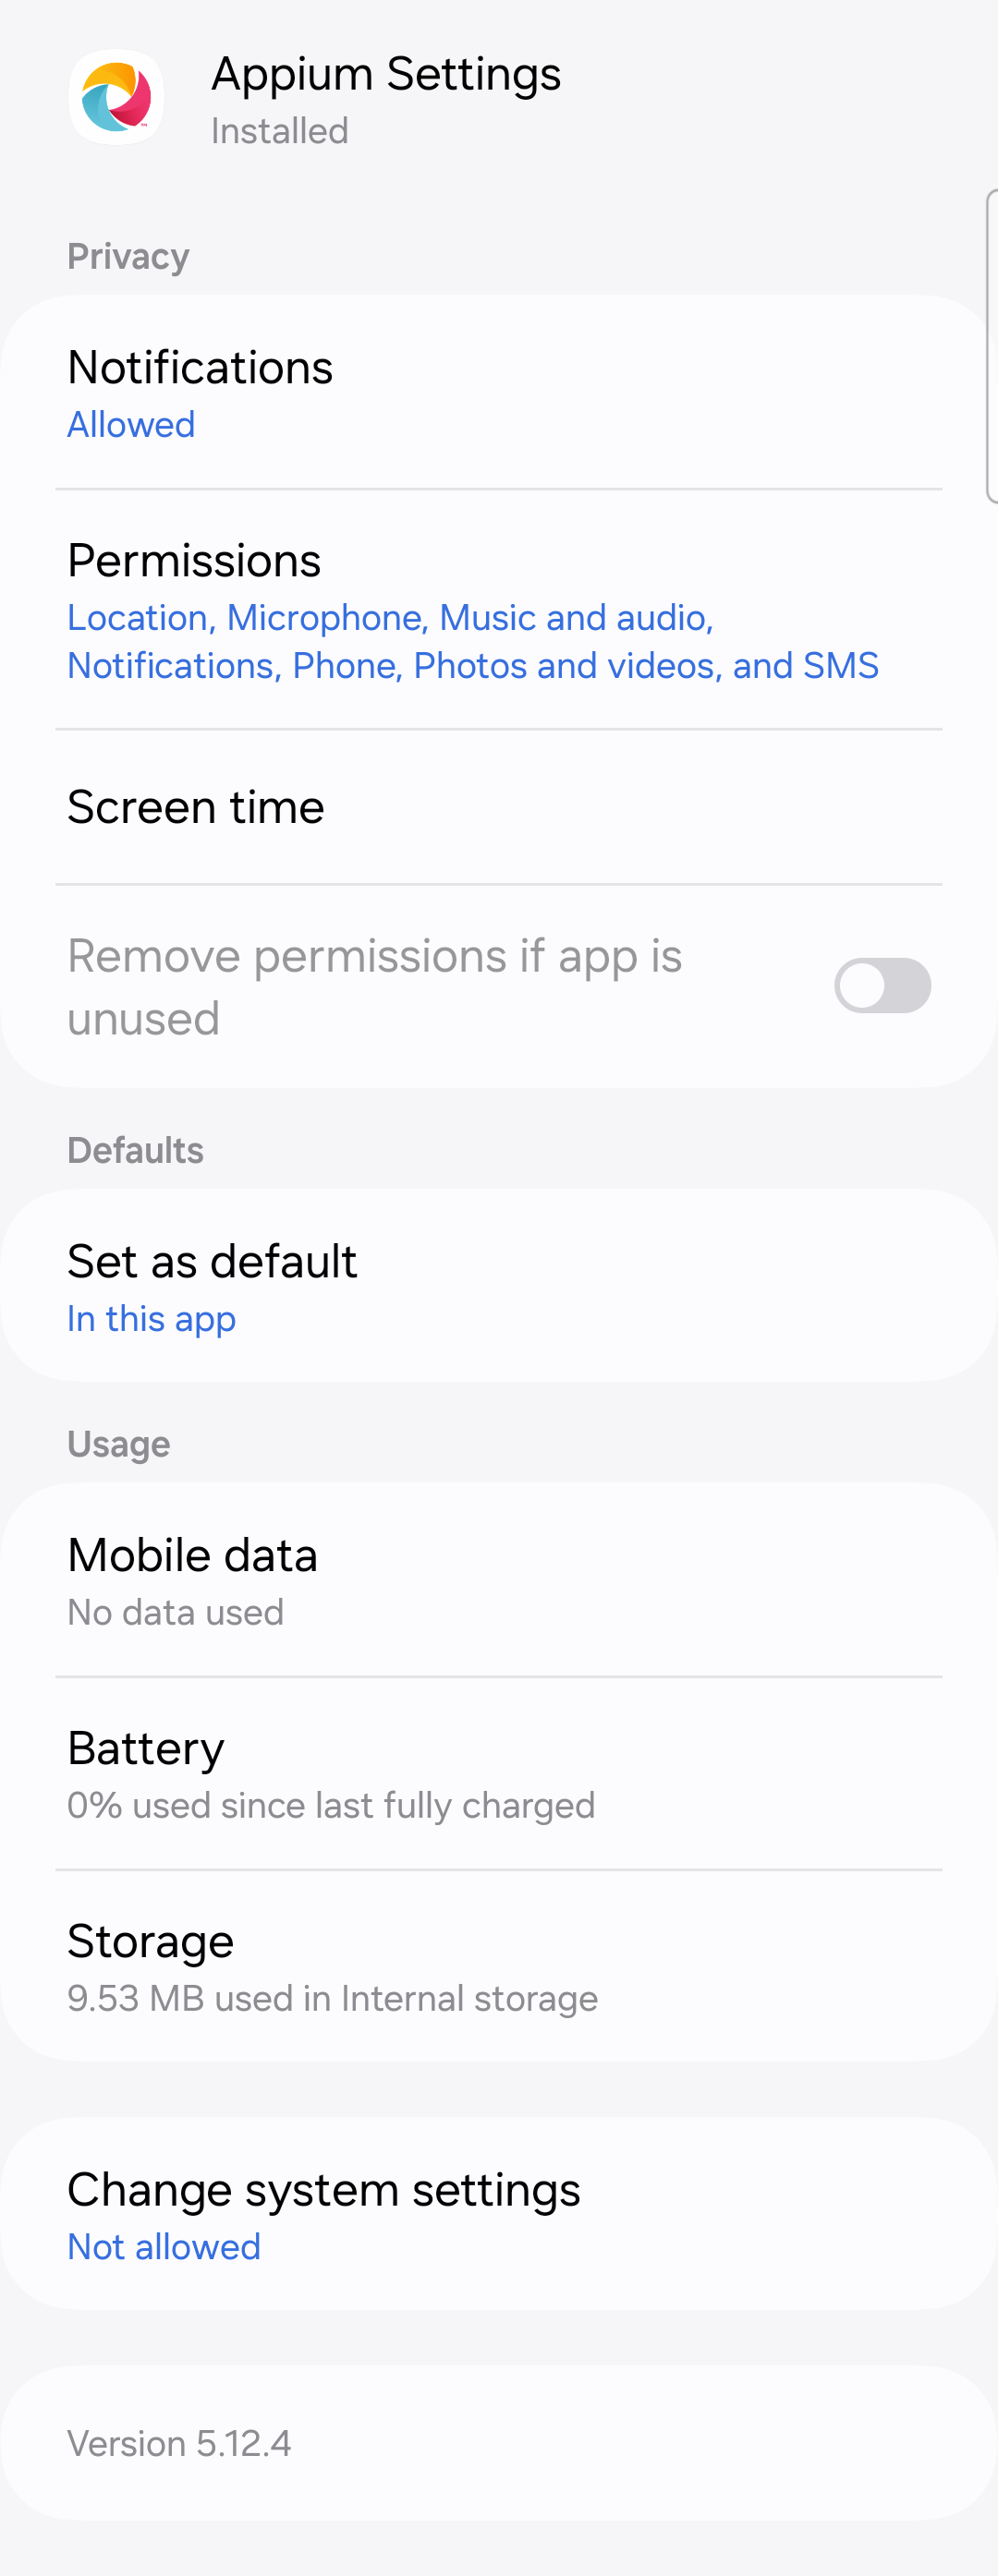 Appium Settings
Installed
Privacy
Notifications
Allowed
Permissions
Location, Microphone, Music and audio,
Notifications, Phone, Photos and videos, and SMS
Screen time
Remove permissions if app is
unused
Defaults
Set as default
In this app
Usage
Mobile data
No data used
Battery
0% used since last fully charged
Storage
9.53 MB used in Internal storage
Change system settings
Not allowed
Version 5.12.4